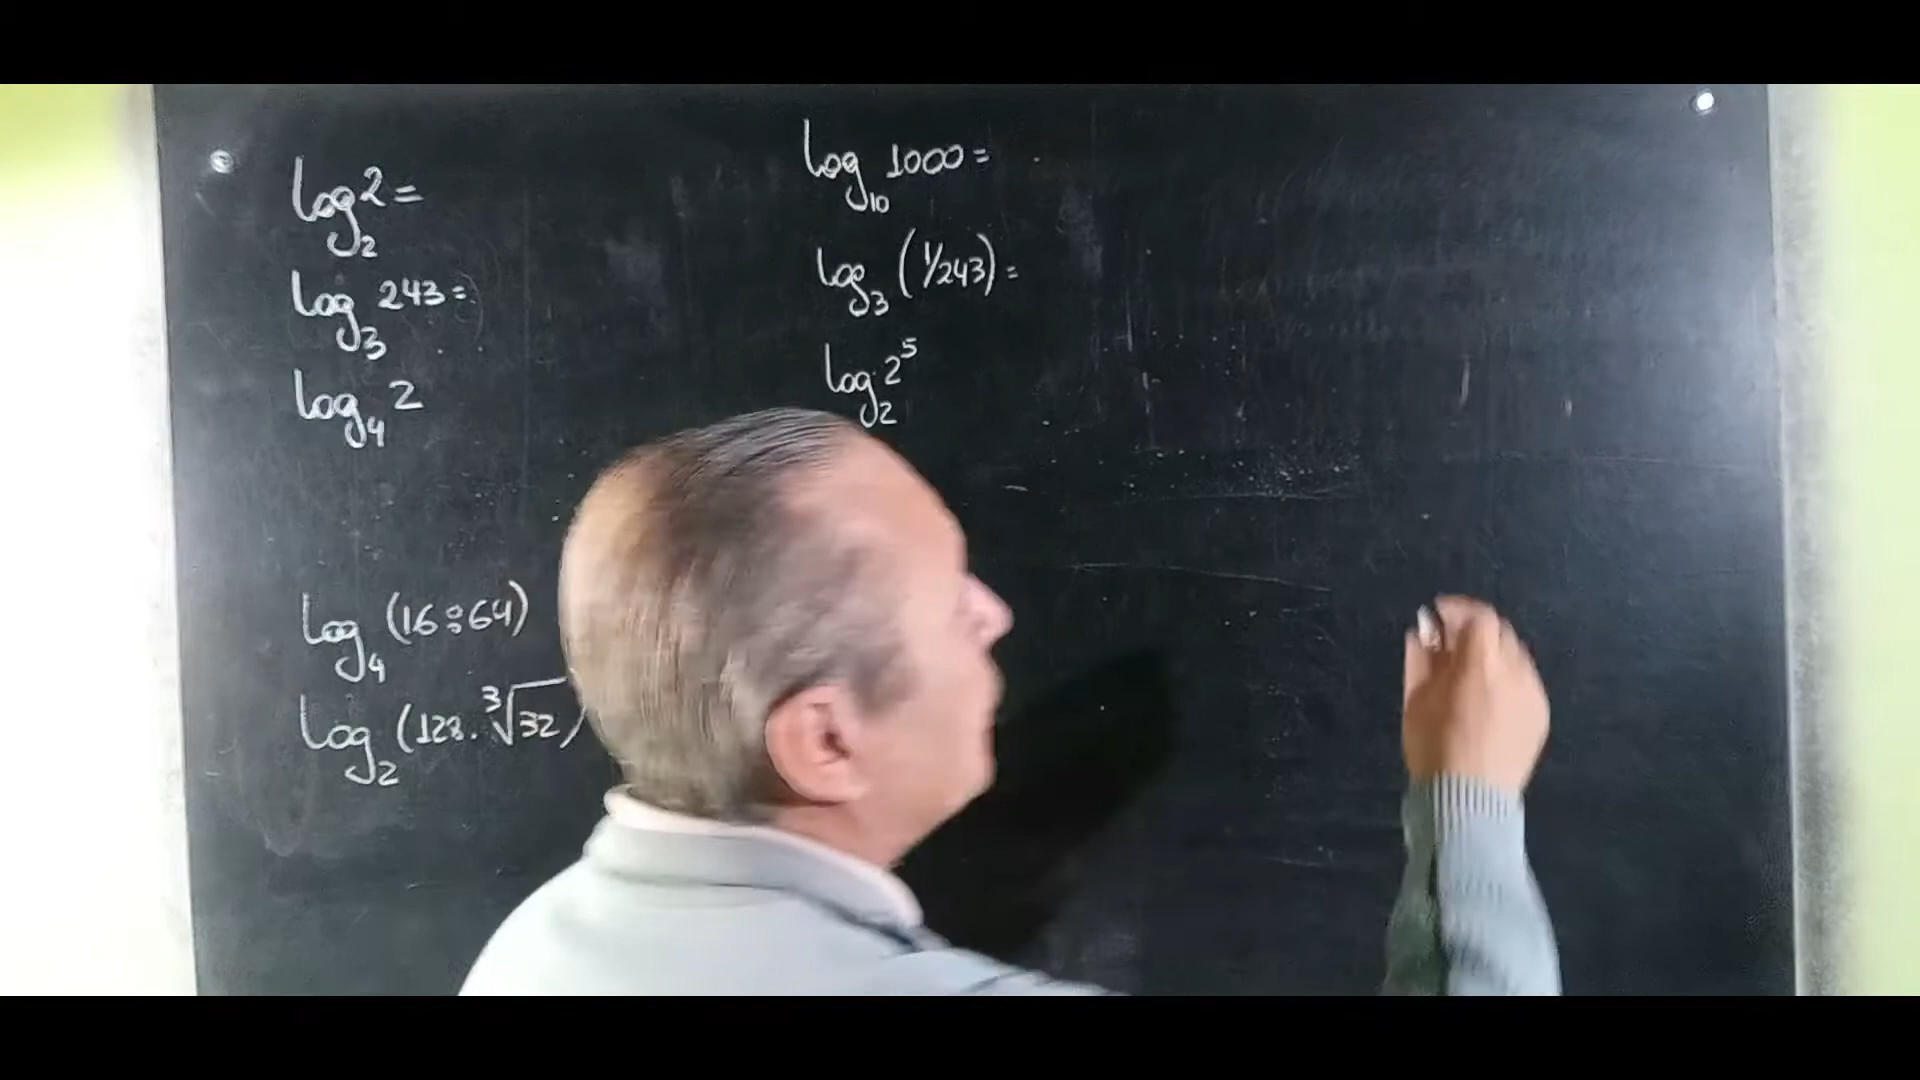 log₂ 2 =
log₃ 243 =
log₄ 2
log₄ (16 ÷ 64)
log₂ (128 . ³√32)
log₁₀ 1000 =
log₃ (1/243) =
log₂ 2⁵